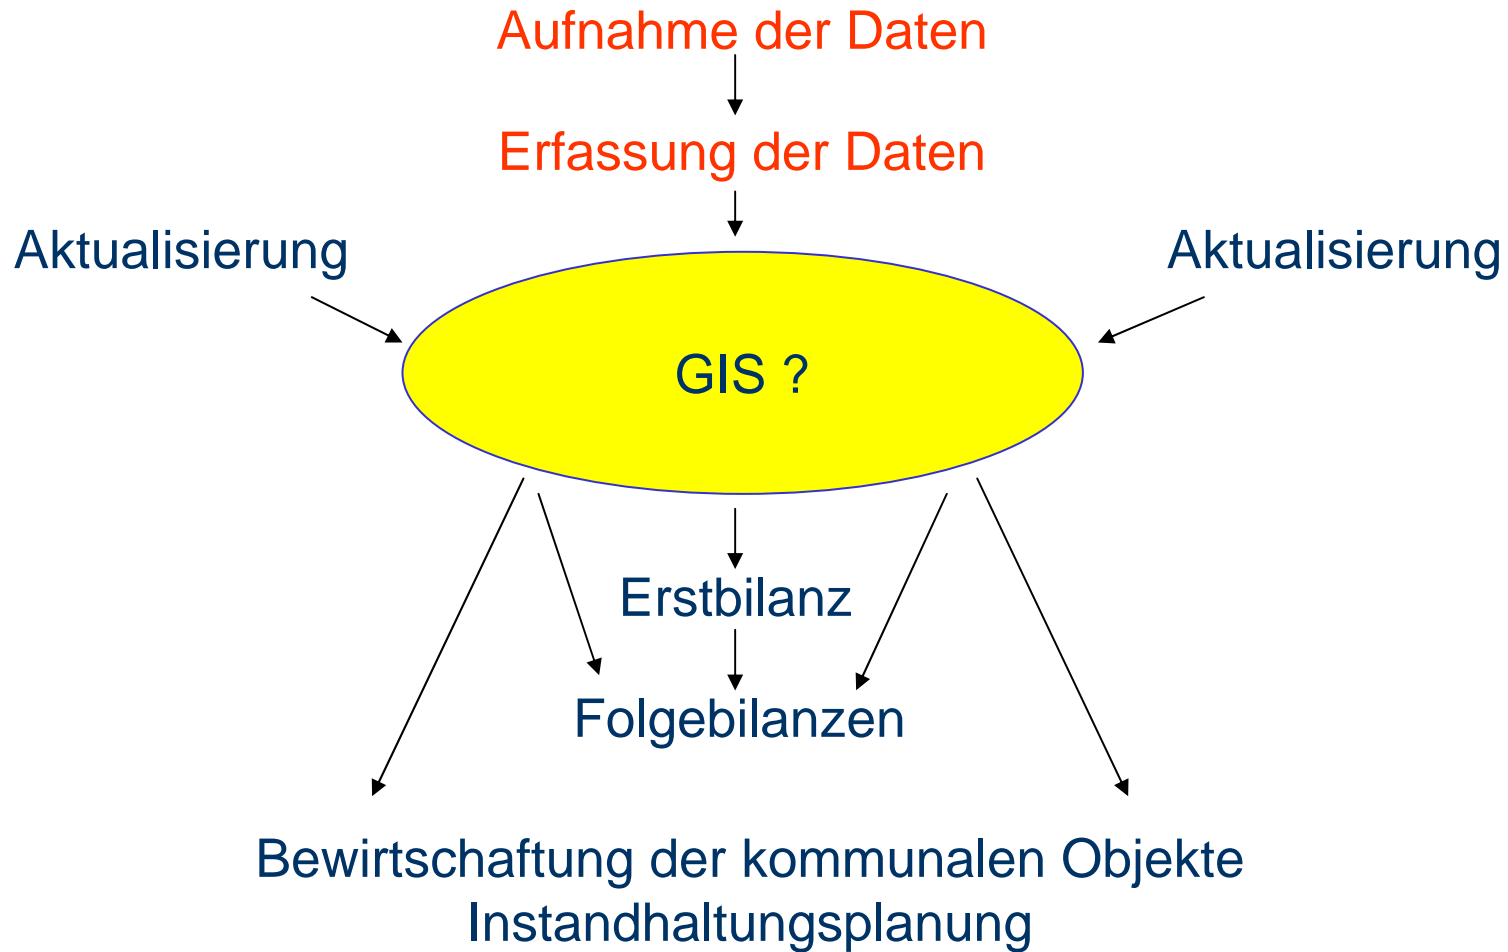 Aufnahme der Daten
Erfassung der Daten
Aktualisierung
Aktualisierung
GIS ?
Erstbilanz
Folgebilanzen
Bewirtschaftung der kommunalen Objekte
Instandhaltungsplanung